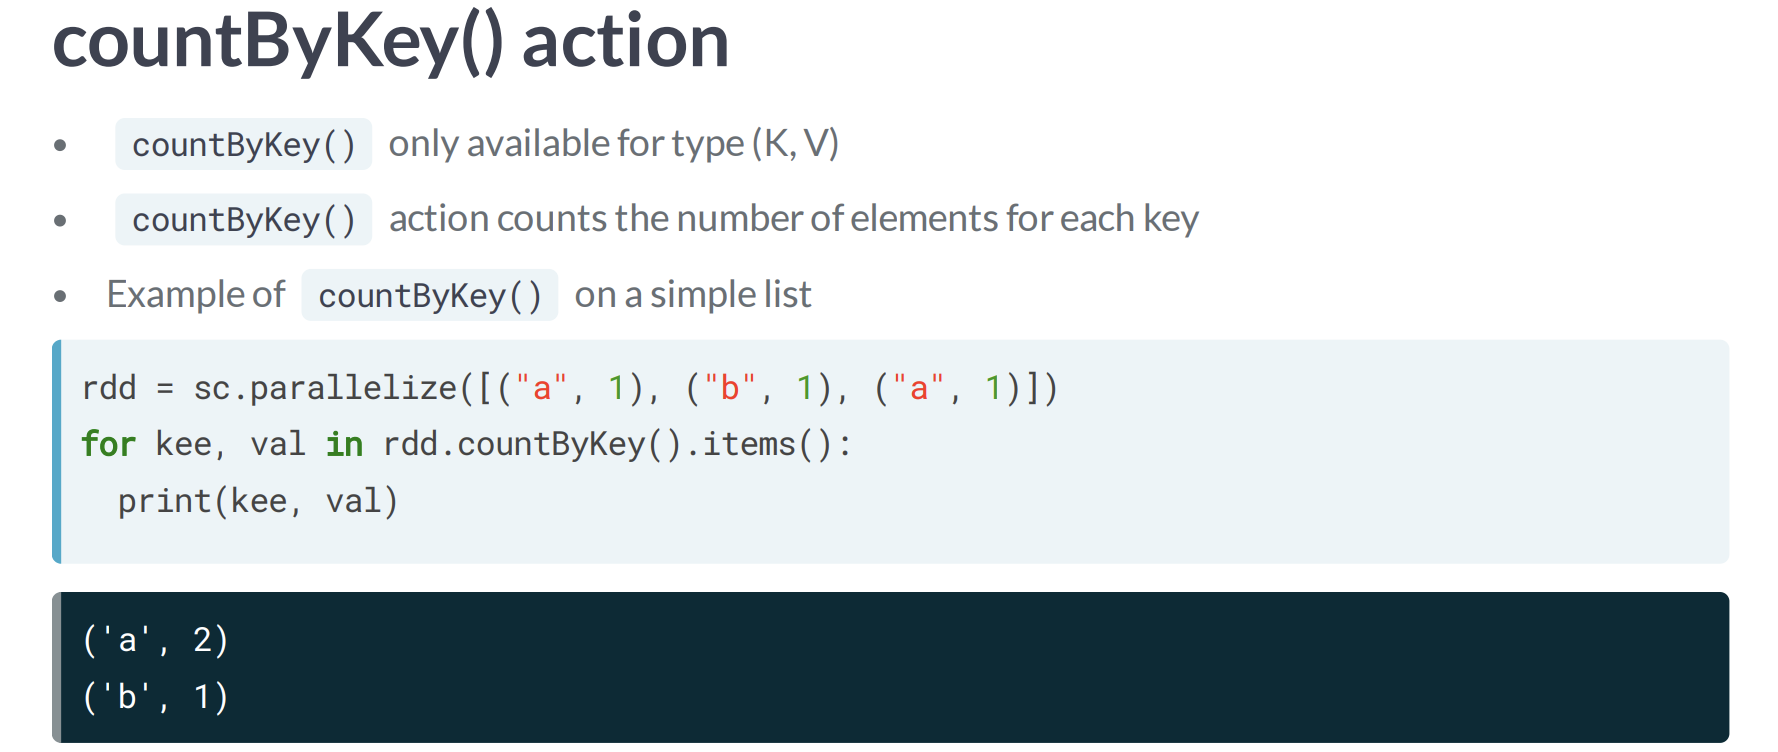 countByKey() action
• countByKey() only available for type (K, V)
• countByKey() action counts the number of elements for each key
• Example of countByKey() on a simple list
rdd = sc.parallelize([("a", 1), ("b", 1), ("a", 1)])
for kee, val in rdd.countByKey().items():
  print(kee, val)
('a', 2)
('b', 1)